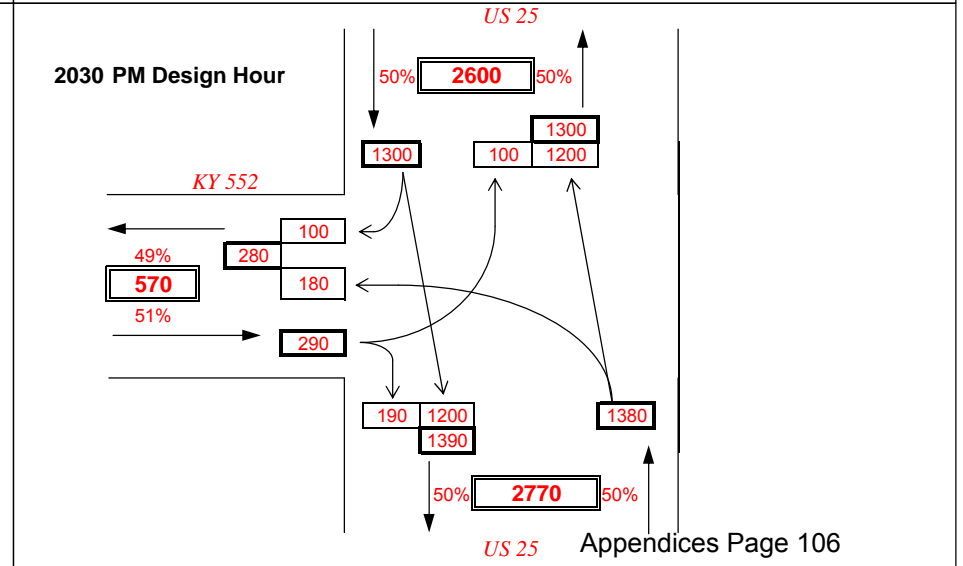 US 25
2030 PM Design Hour
50% 2600 50%
1300
1300 100 1200
KY 552
100
49% 280
570 180
51%
290
190 1200 1380
1390
50% 2770 50%
US 25 Appendices Page 106